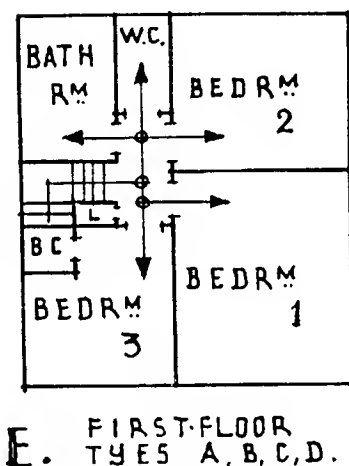 BATH RM
W.C.
BEDRM 2
L
BC
BEDRM 3
BEDRM 1
E. FIRST·FLOOR
TYES A, B, C, D.